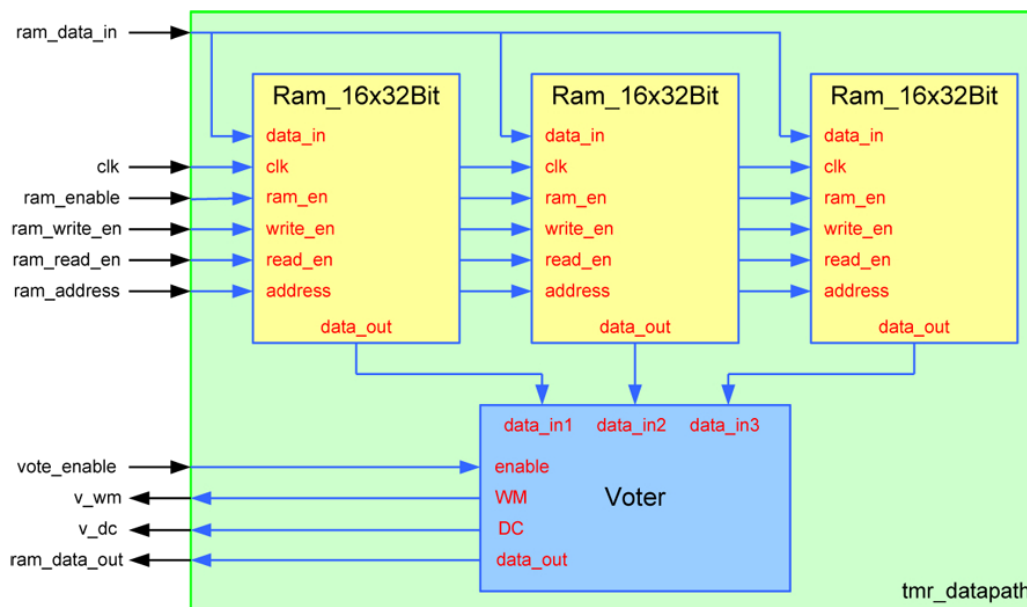 ram_data_in
Ram_16x32Bit Ram_16x32Bit Ram_16x32Bit
data_in data_in data_in
clk clk clk clk
ram_enable ram_en ram_en ram_en
ram_write_en write_en write_en write_en
ram_read_en read_en read_en read_en
ram_address address address address
data_out data_out data_out
data_in1 data_in2 data_in3
vote_enable enable
v_wm WM Voter
v_dc DC
ram_data_out data_out
tmr_datapath